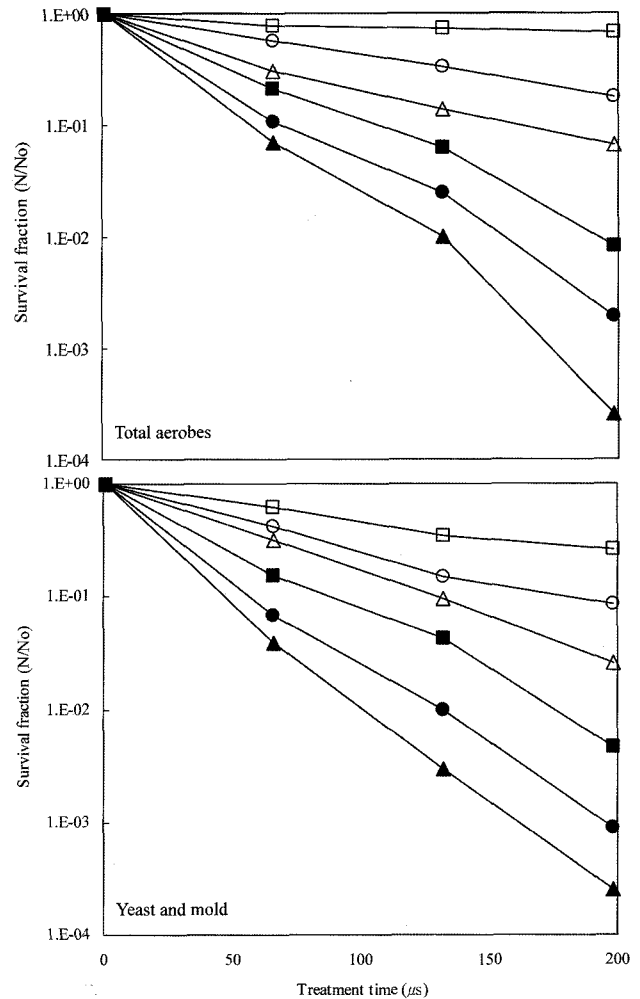 1.E+00
1.E-01
1.E-02
1.E-03
1.E-04
Survival fraction (N/No)
Total aerobes
1.E+00
1.E-01
1.E-02
1.E-03
1.E-04
Survival fraction (N/No)
Yeast and mold
0 50 100 150 200
Treatment time (μs)